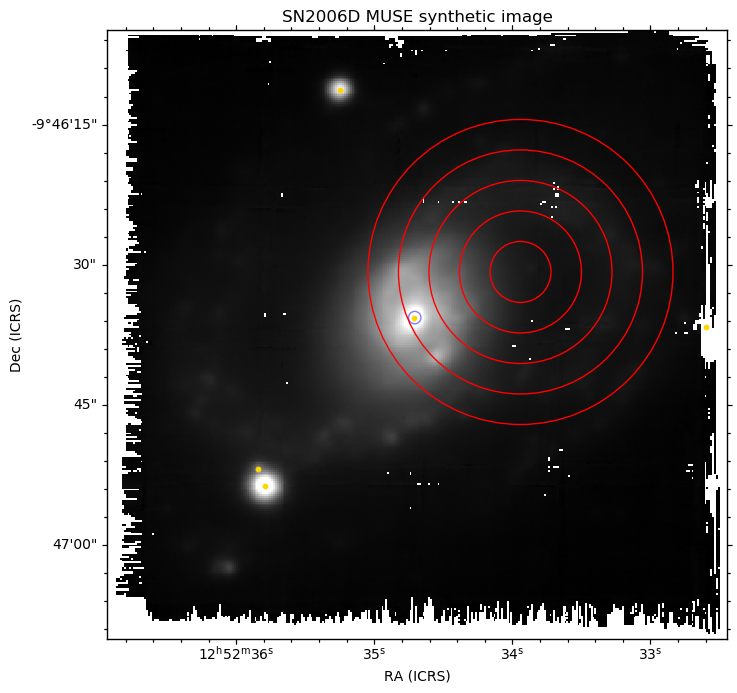 SN2006D MUSE synthetic image
-9°46'15"
30"
45"
47'00"
Dec (ICRS)
12h52m36s 35s 34s 33s
RA (ICRS)